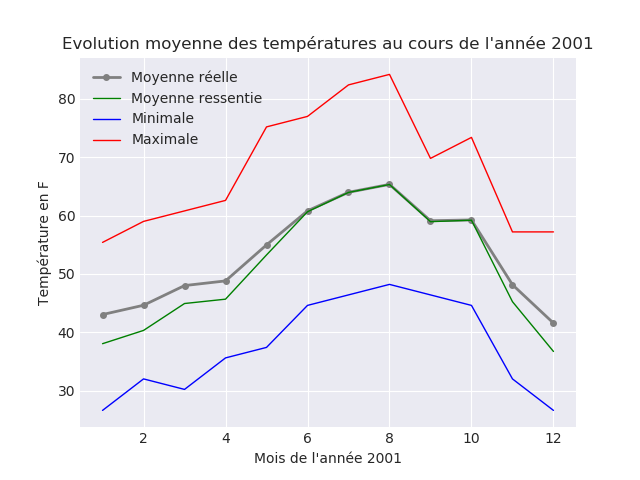 Evolution moyenne des températures au cours de l'année 2001
Moyenne réelle
Moyenne ressentie
Minimale
Maximale
80
70
60
50
40
30
Température en F
2 4 6 8 10 12
Mois de l'année 2001